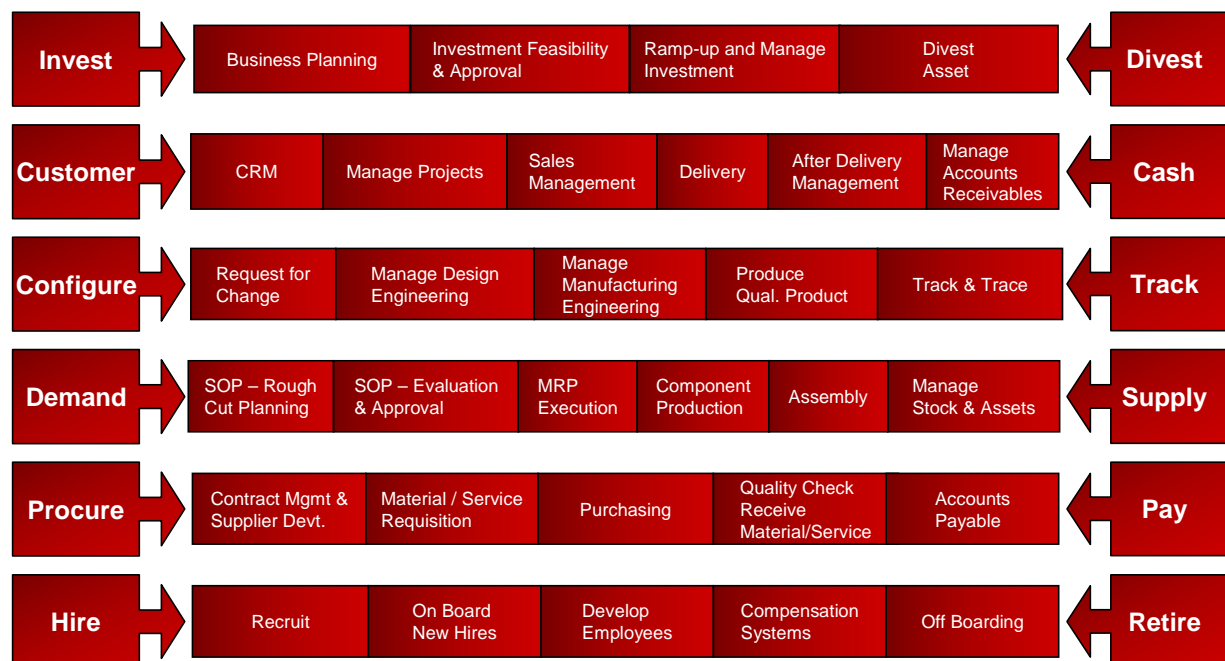 Invest
Business Planning
Investment Feasibility
& Approval
Ramp-up and Manage
Investment
Divest
Asset
Divest
Customer
CRM
Manage Projects
Sales
Management
Delivery
After Delivery
Management
Manage
Accounts
Receivables
Cash
Configure
Request for
Change
Manage Design
Engineering
Manage
Manufacturing
Engineering
Produce
Qual. Product
Track & Trace
Track
Demand
SOP – Rough
Cut Planning
SOP – Evaluation
& Approval
MRP
Execution
Component
Production
Assembly
Manage
Stock & Assets
Supply
Procure
Contract Mgmt &
Supplier Devt.
Material / Service
Requisition
Purchasing
Quality Check
Receive
Material/Service
Accounts
Payable
Pay
Hire
Recruit
On Board
New Hires
Develop
Employees
Compensation
Systems
Off Boarding
Retire